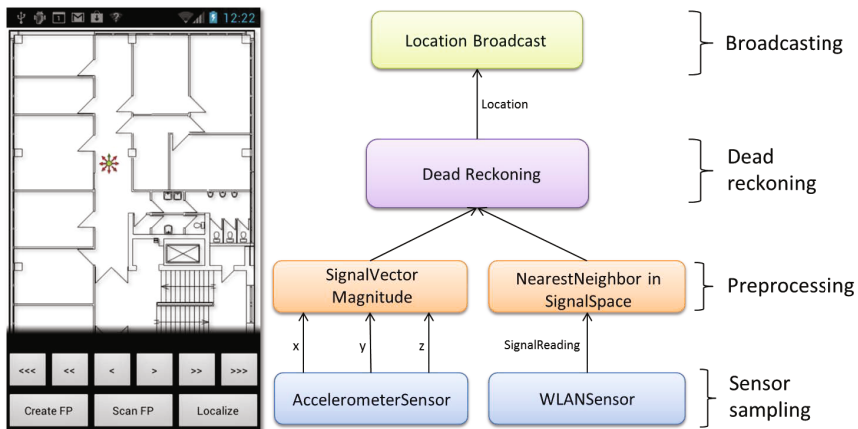 12:22
<<<
<<
<
>
>>
>>>
Create FP
Scan FP
Localize
Location Broadcast
Broadcasting
Location
Dead Reckoning
Dead
reckoning
SignalVector
Magnitude
NearestNeighbor in
SignalSpace
Preprocessing
x
y
z
SignalReading
AccelerometerSensor
WLANSensor
Sensor
sampling